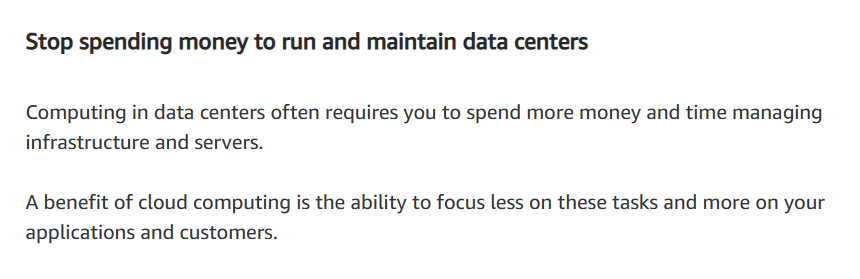 Stop spending money to run and maintain data centers
Computing in data centers often requires you to spend more money and time managing
infrastructure and servers.
A benefit of cloud computing is the ability to focus less on these tasks and more on your
applications and customers.